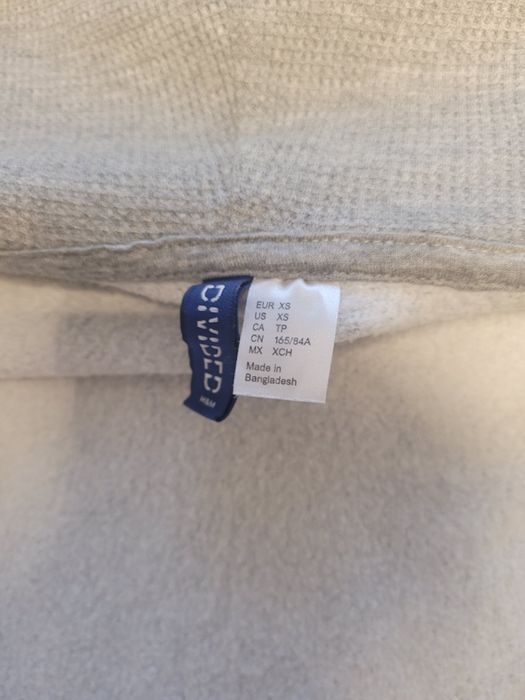 DIVIDED
H&M
EUR XS
US XS
CA TP
CN 165/84A
MX XCH
Made in
Bangladesh